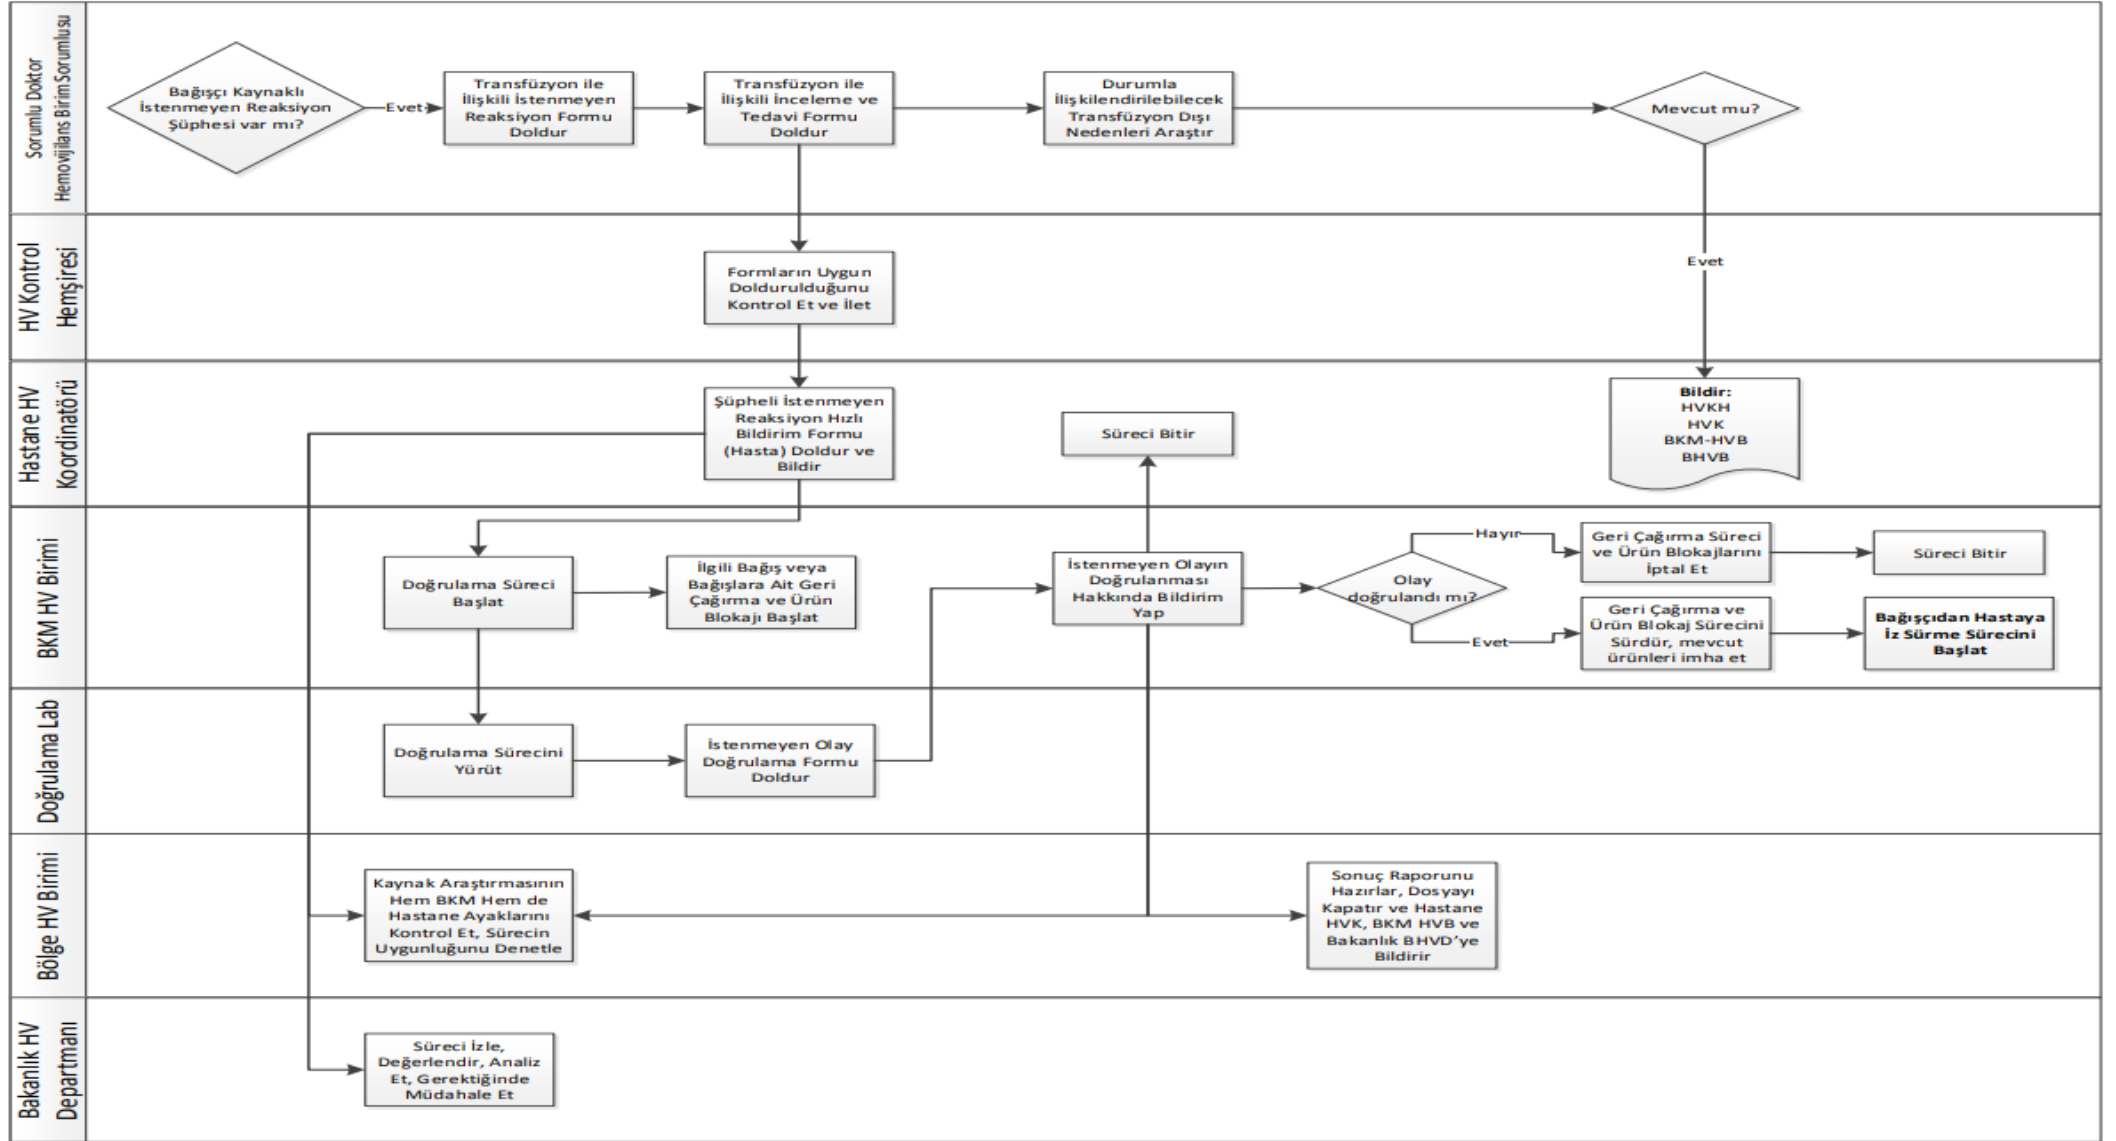 Sorumlu Doktor
Hemovijilans Birim Sorumlusu
Bağışçı Kaynaklı
İstenmeyen Reaksiyon
Şüphesi var mı?
Evet
Transfüzyon ile
İlişkili İstenmeyen
Reaksiyon Formu
Doldur
Transfüzyon ile
İlişkili İnceleme ve
Tedavi Formu
Doldur
Durumla
İlişkilendirilebilecek
Transfüzyon Dışı
Nedenleri Araştır
Mevcut mu?
Evet
HV Kontrol
Hemşiresi
Formların Uygun
Doldurulduğunu
Kontrol Et ve İlet
Hastane HV
Koordinatörü
Şüpheli İstenmeyen
Reaksiyon Hızlı
Bildirim Formu
(Hasta) Doldur ve
Bildir
Süreci Bitir
Bildir:
HVKH
HVK
BKM-HVB
BHVB
BKM HV Birimi
Doğrulama Süreci
Başlat
İlgili Bağış veya
Bağışlara Ait Geri
Çağırma ve Ürün
Blokajı Başlat
İstenmeyen Olayın
Doğrulanması
Hakkında Bildirim
Yap
Olay
doğrulandı mı?
Hayır
Geri Çağırma Süreci
ve Ürün Blokajlarını
İptal Et
Süreci Bitir
Evet
Geri Çağırma ve
Ürün Blokaj Sürecini
Sürdür, mevcut
ürünleri imha et
Bağışçıdan Hastaya
İz Sürme Sürecini
Başlat
Doğrulama Lab
Doğrulama Sürecini
Yürüt
İstenmeyen Olay
Doğrulama Formu
Doldur
Bölge HV Birimi
Kaynak Araştırmasının
Hem BKM Hem de
Hastane Ayaklarını
Kontrol Et, Sürecin
Uygunluğunu Denetle
Sonuç Raporunu
Hazırlar, Dosyayı
Kapatır ve Hastane
HVK, BKM HVB ve
Bakanlık BHVD'ye
Bildirir
Bakanlık HV
Departmanı
Süreci İzle,
Değerlendir, Analiz
Et, Gerektiğinde
Müdahale Et